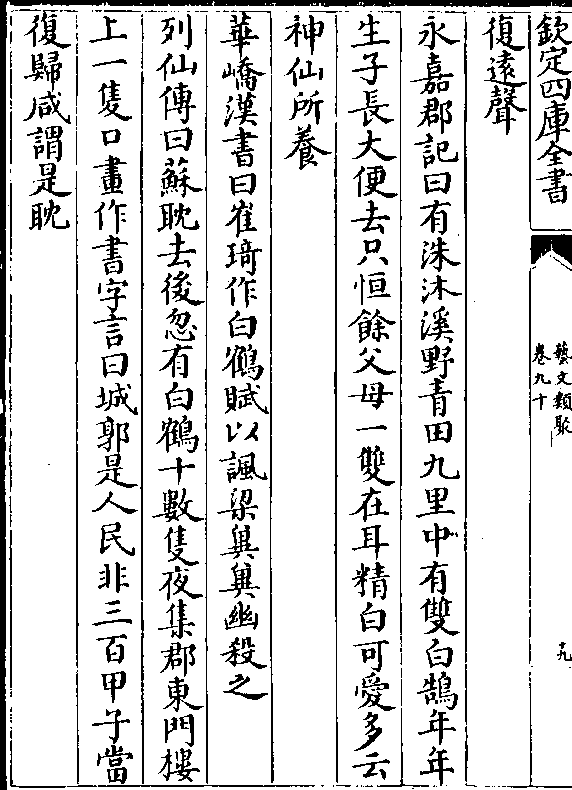 欽定四庫全書
藝文類聚
卷九十
十九
復遠聲
永嘉郡記曰有洙沐溪野青田九里中有雙白鵠年年
生子長大便去只恒餘父母一雙在耳精白可愛多云
神仙所養
華嶠漢書曰崔琦作白鶴賦以諷梁兾兾幽殺之
列仙傳曰蘇耽去後忽有白鶴十數隻夜集郡東門樓
上一隻口畫作書字言曰城郭是人民非三百甲子當
復歸咸謂是耽